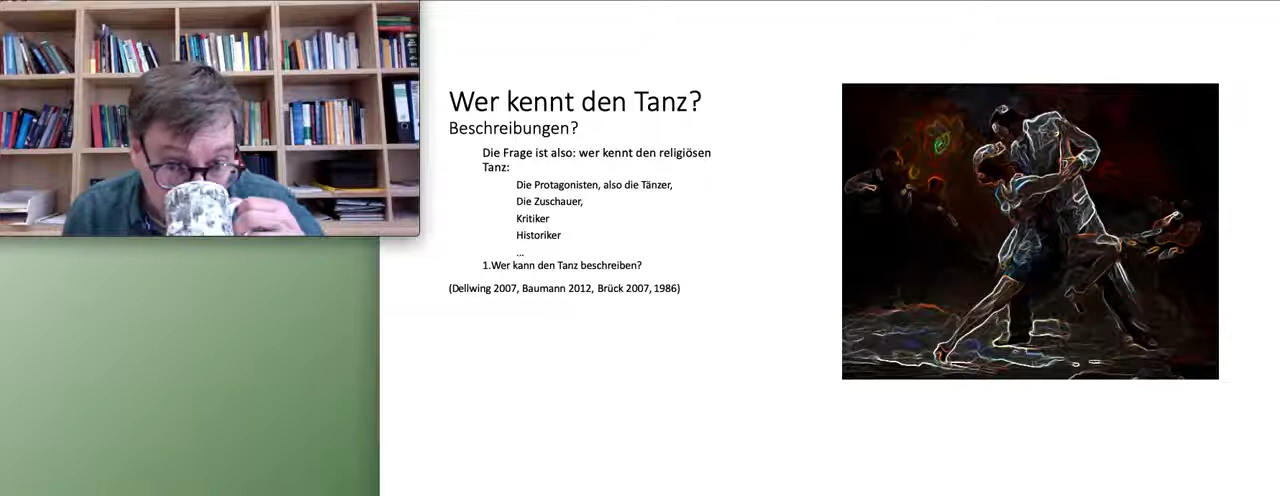 Wer kennt den Tanz?
Beschreibungen?
Die Frage ist also: wer kennt den religiösen
Tanz:
Die Protagonisten, also die Tänzer,
Die Zuschauer,
Kritiker
Historiker
...
1.Wer kann den Tanz beschreiben?
(Dellwing 2007, Baumann 2012, Brück 2007, 1986)